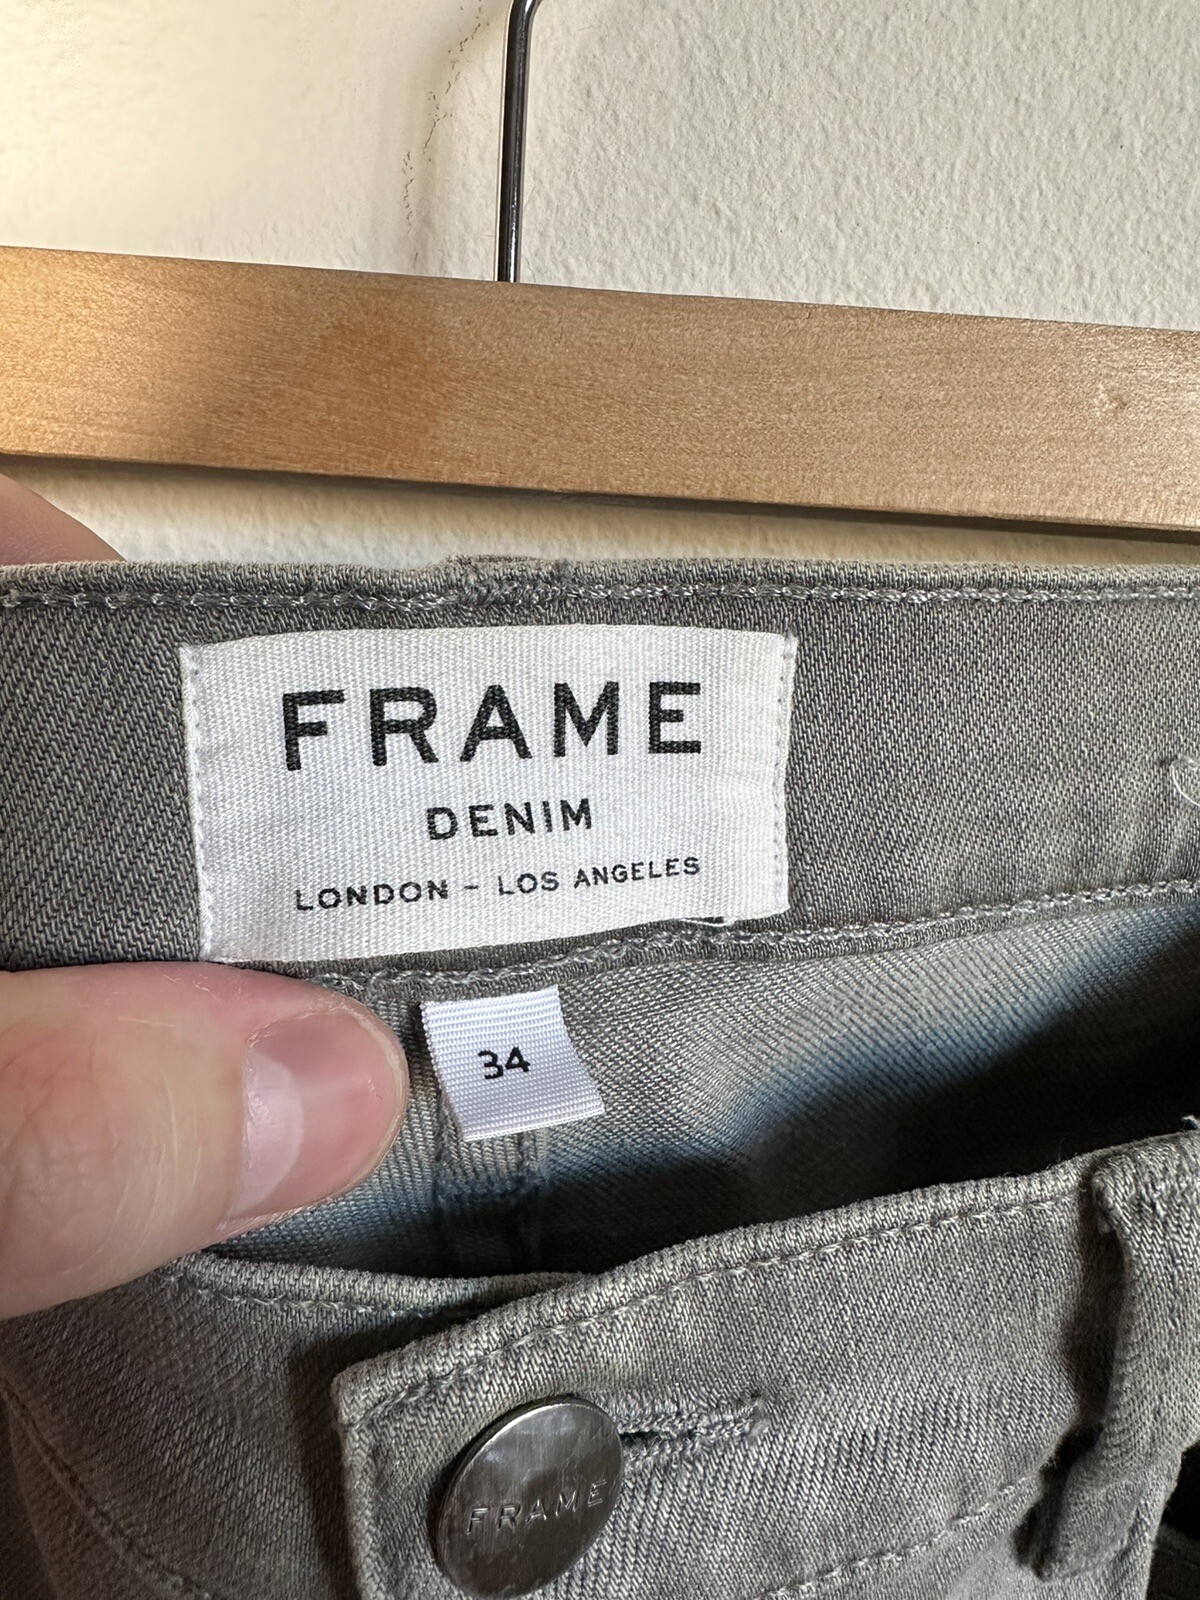 FRAME
DENIM
LONDON - LOS ANGELES
34
FRAME